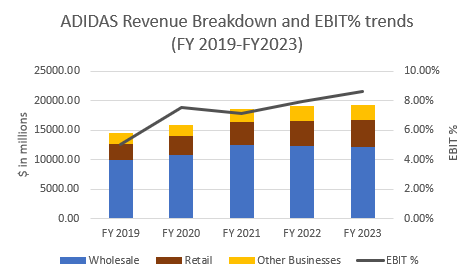 ADIDAS Revenue Breakdown and EBIT% trends
(FY 2019-FY2023)
25000.00
20000.00
15000.00
10000.00
5000.00
0.00
$ in millions
10.00%
8.00%
6.00%
4.00%
2.00%
0.00%
EBIT %
FY 2019 FY 2020 FY 2021 FY 2022 FY 2023
Wholesale Retail Other Businesses EBIT %